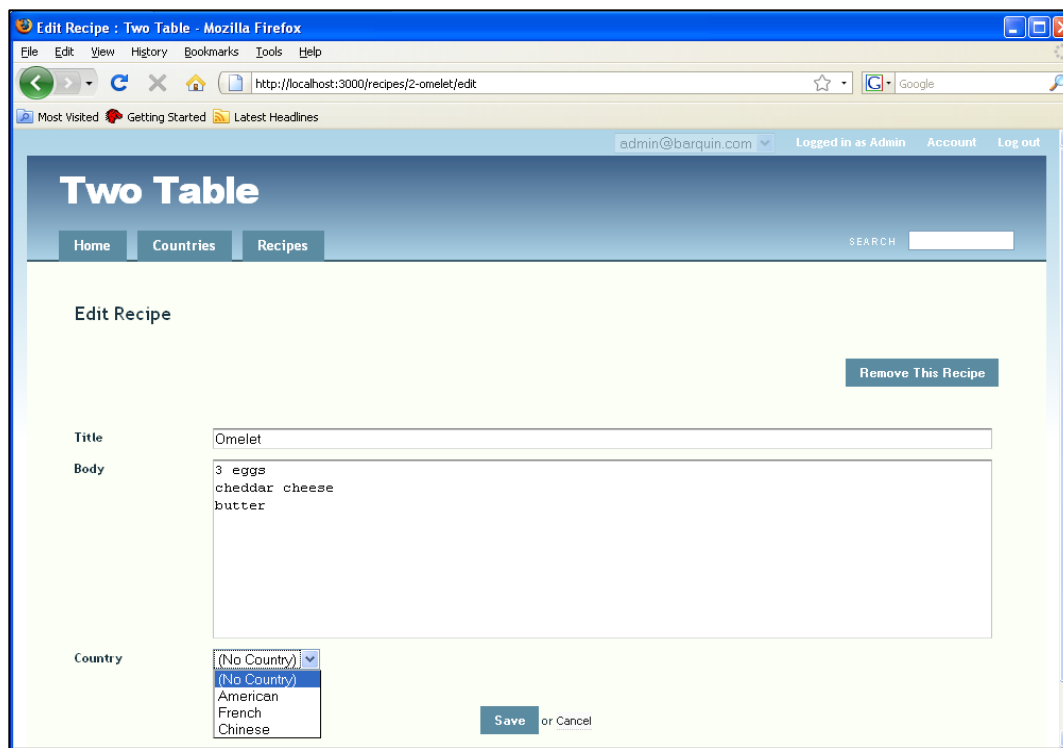 Edit Recipe : Two Table - Mozilla Firefox
File Edit View History Bookmarks Tools Help
http://localhost:3000/recipes/2-omelet/edit
G Google
Most Visited Getting Started Latest Headlines
admin@barquin.com Logged in as Admin Account Log out
Two Table
Home Countries Recipes SEARCH
Edit Recipe
Remove This Recipe
Title Omelet
Body 3 eggs
cheddar cheese
butter
Country (No Country)
(No Country)
American
French
Chinese
Save or Cancel